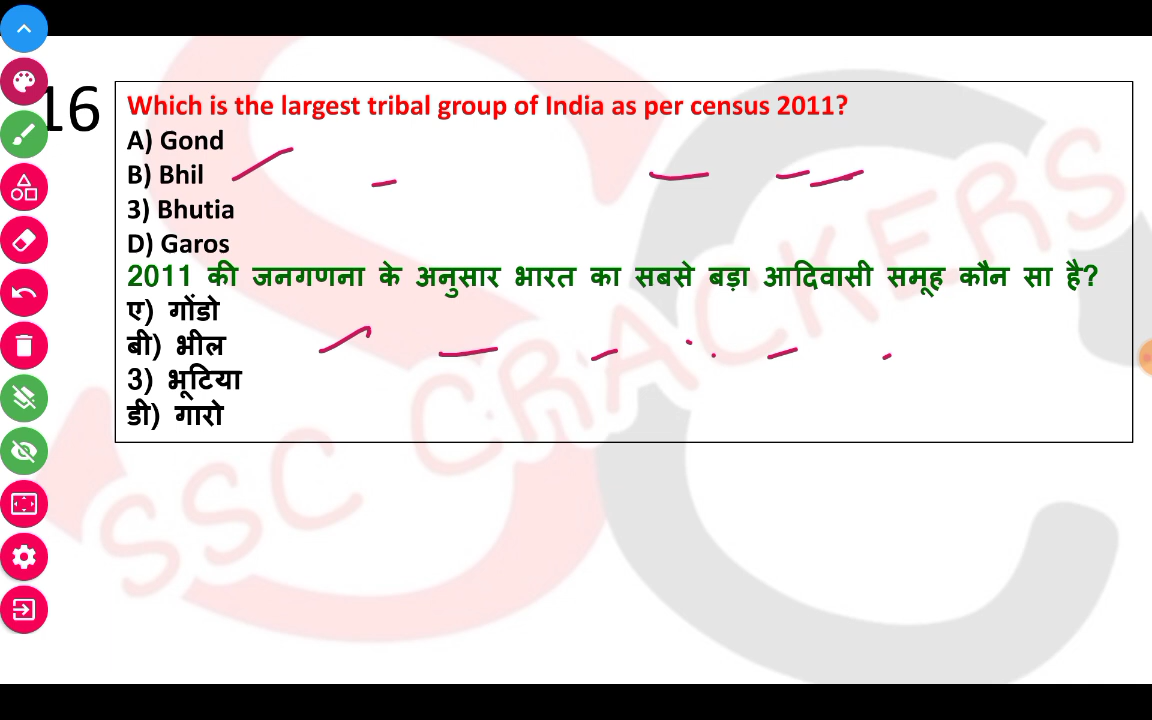 16
Which is the largest tribal group of India as per census 2011?
A) Gond
B) Bhil
3) Bhutia
D) Garos
2011 की जनगणना के अनुसार भारत का सबसे बड़ा आदिवासी समूह कौन सा है?
ए) गोंडो
बी) भील
3) भूटिया
डी) गारो
SSC CRACKERS